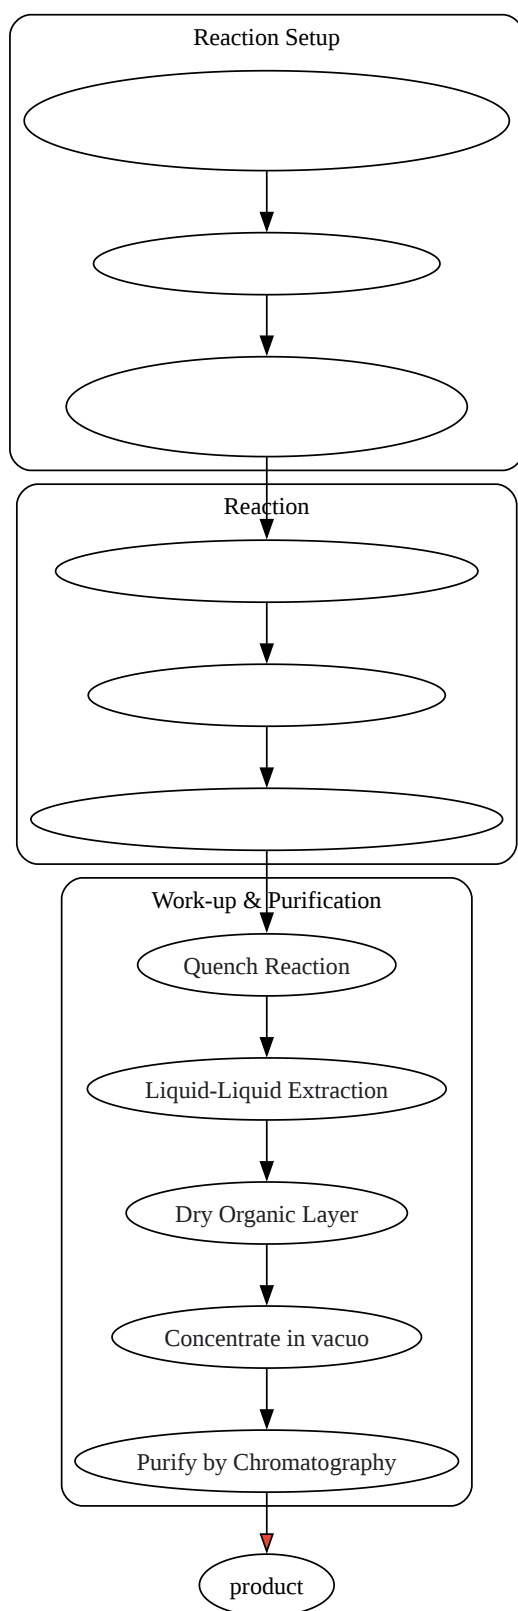 Reaction Setup
Reaction
Work-up & Purification
Quench Reaction
Liquid-Liquid Extraction
Dry Organic Layer
Concentrate in vacuo
Purify by Chromatography
product